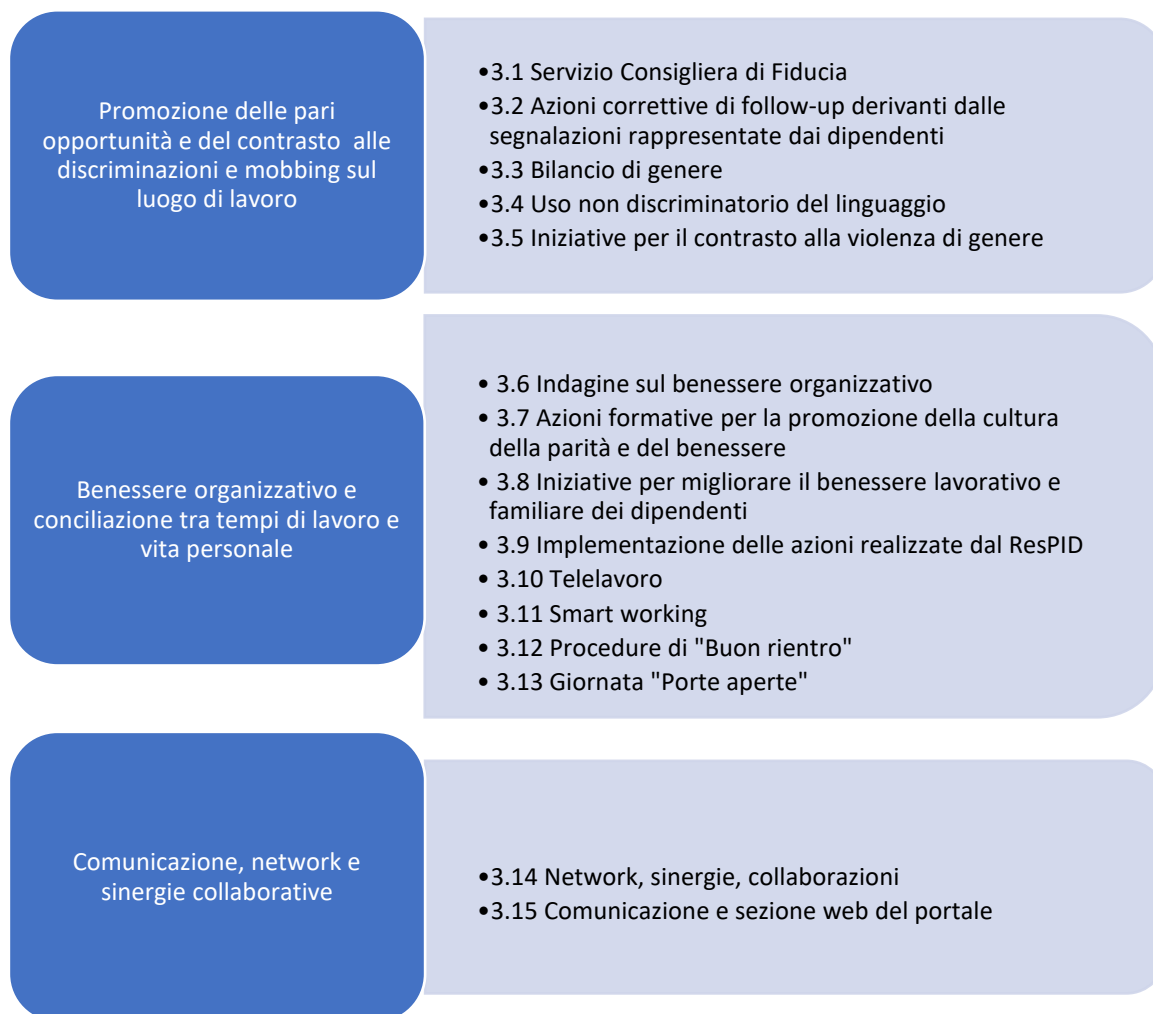 Promozione delle pari
opportunità e del contrasto alle
discriminazioni e mobbing sul
luogo di lavoro
•3.1 Servizio Consigliera di Fiducia
•3.2 Azioni correttive di follow-up derivanti dalle
segnalazioni rappresentate dai dipendenti
•3.3 Bilancio di genere
•3.4 Uso non discriminatorio del linguaggio
•3.5 Iniziative per il contrasto alla violenza di genere
Benessere organizzativo e
conciliazione tra tempi di lavoro e
vita personale
• 3.6 Indagine sul benessere organizzativo
• 3.7 Azioni formative per la promozione della cultura
della parità e del benessere
• 3.8 Iniziative per migliorare il benessere lavorativo e
familiare dei dipendenti
• 3.9 Implementazione delle azioni realizzate dal ResPID
• 3.10 Telelavoro
• 3.11 Smart working
• 3.12 Procedure di "Buon rientro"
• 3.13 Giornata "Porte aperte"
Comunicazione, network e
sinergie collaborative
•3.14 Network, sinergie, collaborazioni
•3.15 Comunicazione e sezione web del portale